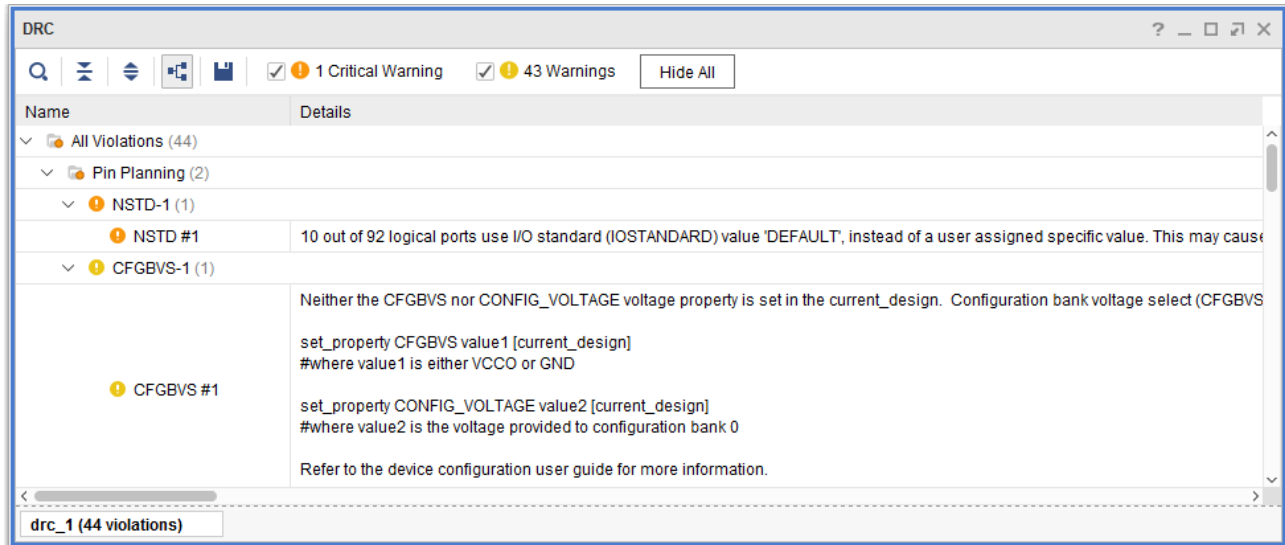 DRC
1 Critical Warning 43 Warnings Hide All
Name Details
All Violations (44)
Pin Planning (2)
NSTD-1 (1)
NSTD #1 10 out of 92 logical ports use I/O standard (IOSTANDARD) value 'DEFAULT', instead of a user assigned specific value. This may cause
CFGBVS-1 (1)
CFGBVS #1
Neither the CFGBVS nor CONFIG_VOLTAGE voltage property is set in the current_design. Configuration bank voltage select (CFGBVS
set_property CFGBVS value1 [current_design]
#where value1 is either VCCO or GND
set_property CONFIG_VOLTAGE value2 [current_design]
#where value2 is the voltage provided to configuration bank 0
Refer to the device configuration user guide for more information.
drc_1 (44 violations)